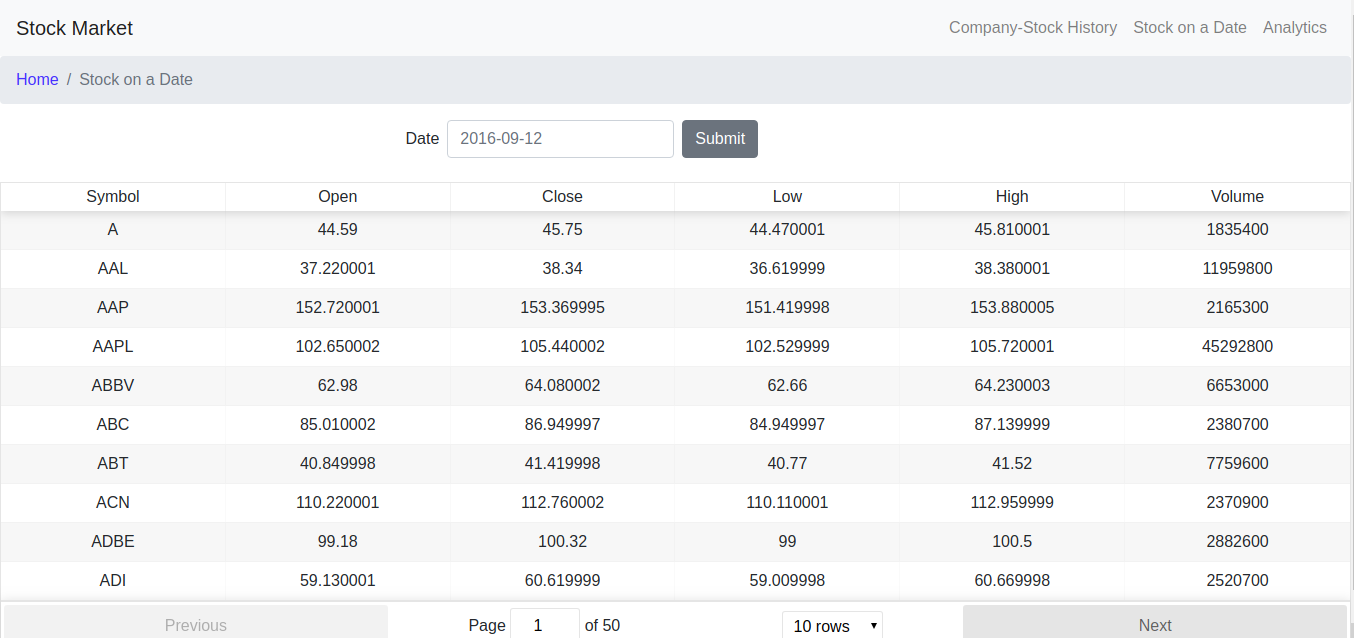 Stock Market Company-Stock History Stock on a Date Analytics
Home / Stock on a Date
Date 2016-09-12 Submit
Symbol Open Close Low High Volume
A 44.59 45.75 44.470001 45.810001 1835400
AAL 37.220001 38.34 36.619999 38.380001 11959800
AAP 152.720001 153.369995 151.419998 153.880005 2165300
AAPL 102.650002 105.440002 102.529999 105.720001 45292800
ABBV 62.98 64.080002 62.66 64.230003 6653000
ABC 85.010002 86.949997 84.949997 87.139999 2380700
ABT 40.849998 41.419998 40.77 41.52 7759600
ACN 110.220001 112.760002 110.110001 112.959999 2370900
ADBE 99.18 100.32 99 100.5 2882600
ADI 59.130001 60.619999 59.009998 60.669998 2520700
Previous Page 1 of 50 10 rows Next